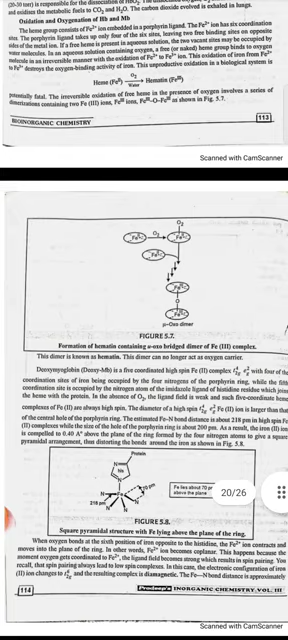 (20-30 torr) is responsible for the dissociation of HbO₂. The
and oxidizes the metabolic fuels to CO₂ and H₂O. The carbon dioxide evolved is exhaled in lungs.
Oxidation and Oxygenation of Hb and Mb
The heme group consists of Fe²⁺ ion embedded in a porphyrin ligand. The Fe²⁺ ion has six coordination
sites. The porphyrin ligand takes up only four of the six sites, leaving two free binding sites on opposite
sides of the metal ion. If a free heme is present in aqueous solution, the two vacant sites may be occupied by
water molecules. In an aqueous solution containing oxygen, a free (or naked) heme group binds to oxygen
molecule in an irreversible manner with the oxidation of Fe²⁺ to Fe³⁺ ion. This oxidation of iron from Fe²⁺
to Fe³⁺ destroys the oxygen-binding activity of iron. This unproductive oxidation in a biological system is
O₂
Heme (Feᴵᴵ) → Hematin (Feᴵᴵᴵ)
Water
potentially fatal. The irreversible oxidation of free heme in the presence of oxygen involves a series of
dimerizations containing two Fe (III) ions, Feᴵᴵᴵ–O–Feᴵᴵᴵ as shown in Fig. 5.7.
BIOINORGANIC CHEMISTRY
113
Scanned with CamScanner
O₂
O₂
O
μ-Oxo dimer
FIGURE 5.7.
Formation of hematin containing u-oxo bridged dimer of Fe (III) complex.
This dimer is known as hematin. This dimer can no longer act as oxygen carrier.
Deoxymyoglobin (Deoxy-Mb) is a five coordinated high spin Fe (II) complex t⁴₂g e²g with four of the
coordination sites of iron being occupied by the four nitrogens of the porphyrin ring, while the fifth
coordination site is occupied by the nitrogen atom of the imidazole ligand of histidine residue which joins
the heme with the protein. In the absence of O₂, the ligand field is weak and such five-coordinate heme
complexes of Fe (II) are always high spin. The diameter of a high spin t⁴₂g e²g Fe (II) ion is larger than that
of the central hole of the porphyrin ring. The estimated Fe–N bond distance is about 218 pm in high spin Fe
(II) complexes while the size of the hole of the porphyrin ring is about 200 pm. As a result, the iron (II) ion
is compelled to 0.40 A° above the plane of the ring formed by the four nitrogen atoms to give a square
pyramidal arrangement, thus distorting the bonds around the iron as shown in Fig. 5.8.
Protein
N
N
Fe
N
N
218 pm
Fe lies about 70 pm
above the plane
20/26
FIGURE 5.8.
Square pyramidal structure with Fe lying above the plane of the ring.
When oxygen binds at the sixth position of iron opposite to the histidine, the Fe²⁺ ion contracts and
moves into the plane of the ring. In other words, Fe²⁺ ion becomes coplanar. This happens because the
moment oxygen gets coordinated to Fe²⁺, the ligand field becomes strong which results in spin pairing. You
recall, that spin pairing always lead to low spin complexes. In this case, the electronic configuration of iron
(II) ion changes to t⁶₂g and the resulting complex is diamagnetic. The Fe—N bond distance is approximately
114
Pradeep's INORGANIC CHEMISTRY VOL. III
Scanned with CamScanner